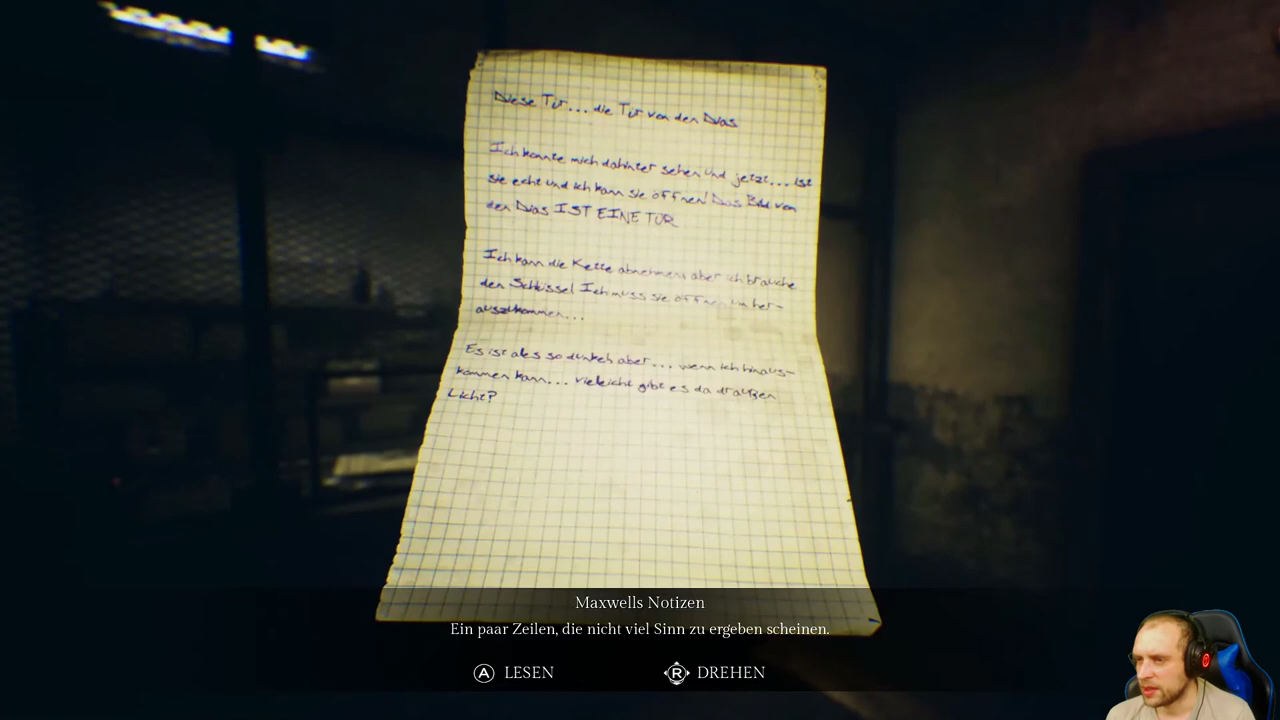 Diese Tür... die Tür von den Dias
Ich konnte mich dahinter sehen und jetzt... ist
sie echt und ich kann sie öffnen! Das Bild von
den Dias IST EINE TÜR
Ich kann die Kette abnehmen aber ich brauche
den Schlüssel Ich muss sie öffnen um her-
auszukommen...
Es ist alles so dunkel aber... wenn ich hinaus-
kommen kann... vielleicht gibt es da draußen
Licht?
Maxwells Notizen
Ein paar Zeilen, die nicht viel Sinn zu ergeben scheinen.
A LESEN R DREHEN